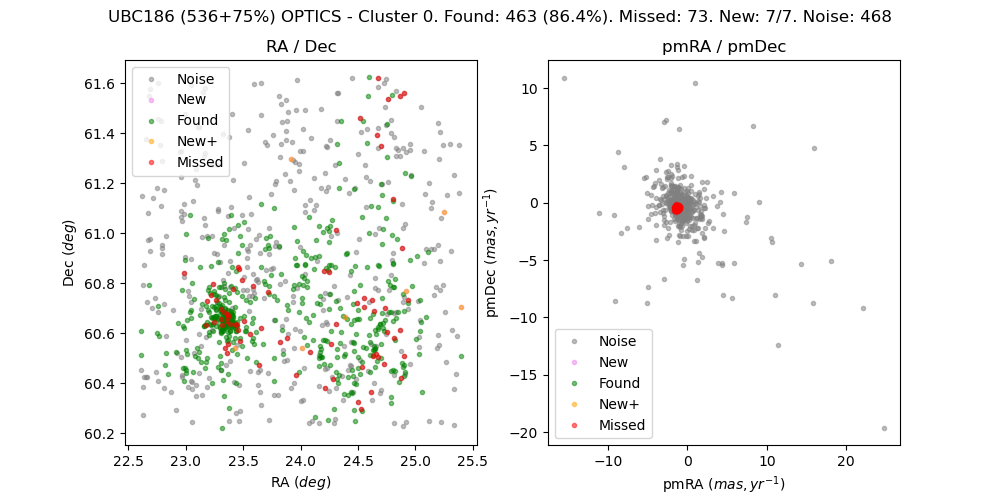 UBC186 (536+75%) OPTICS - Cluster 0. Found: 463 (86.4%). Missed: 73. New: 7/7. Noise: 468
RA / Dec
pmRA / pmDec
Noise
New
Found
New+
Missed
61.6
61.4
61.2
61.0
60.8
60.6
60.4
60.2
Dec (deg)
22.5 23.0 23.5 24.0 24.5 25.0 25.5
RA (deg)
10
5
0
−5
−10
−15
−20
pmDec (mas, yr⁻¹)
Noise
New
Found
New+
Missed
−10 0 10 20
pmRA (mas, yr⁻¹)